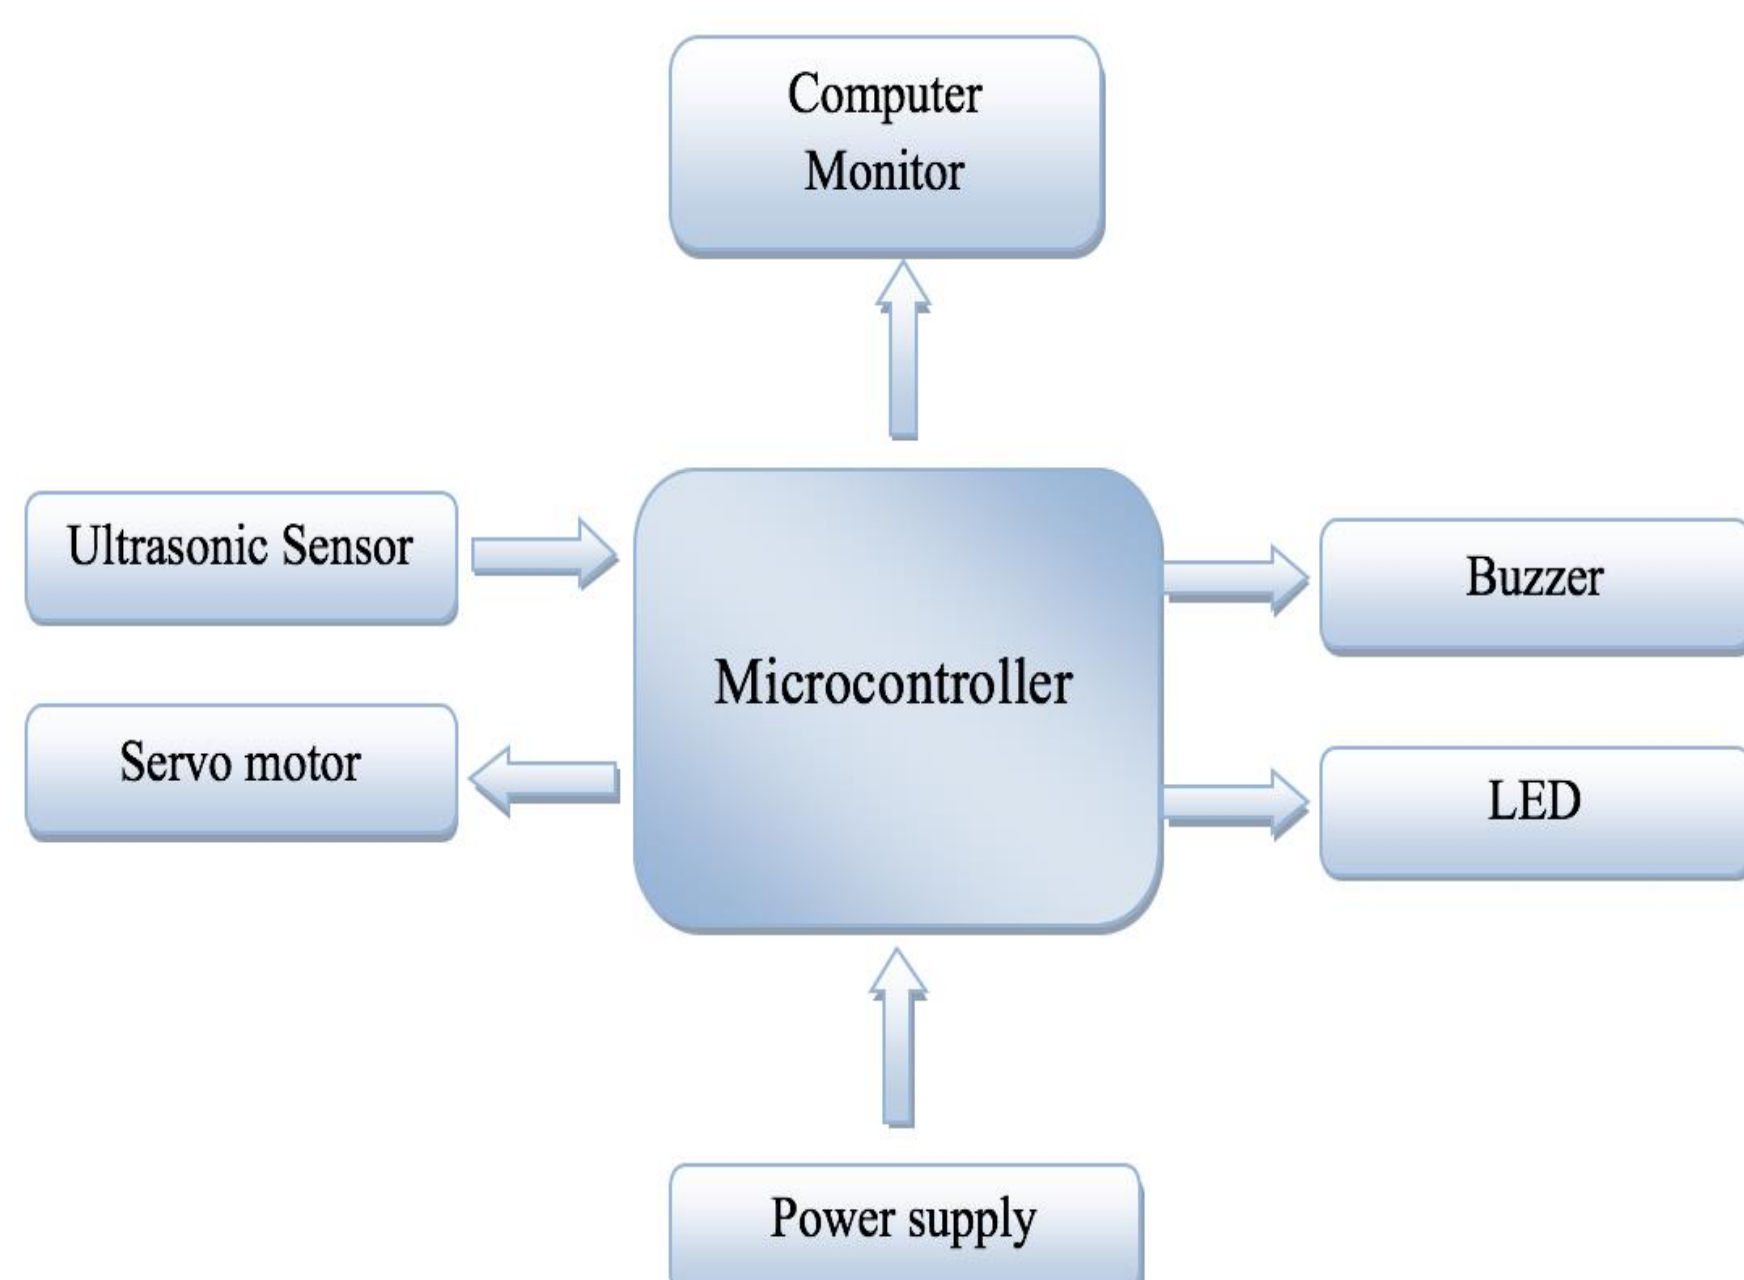 Computer
Monitor
Ultrasonic Sensor
Buzzer
Microcontroller
Servo motor
LED
Power supply